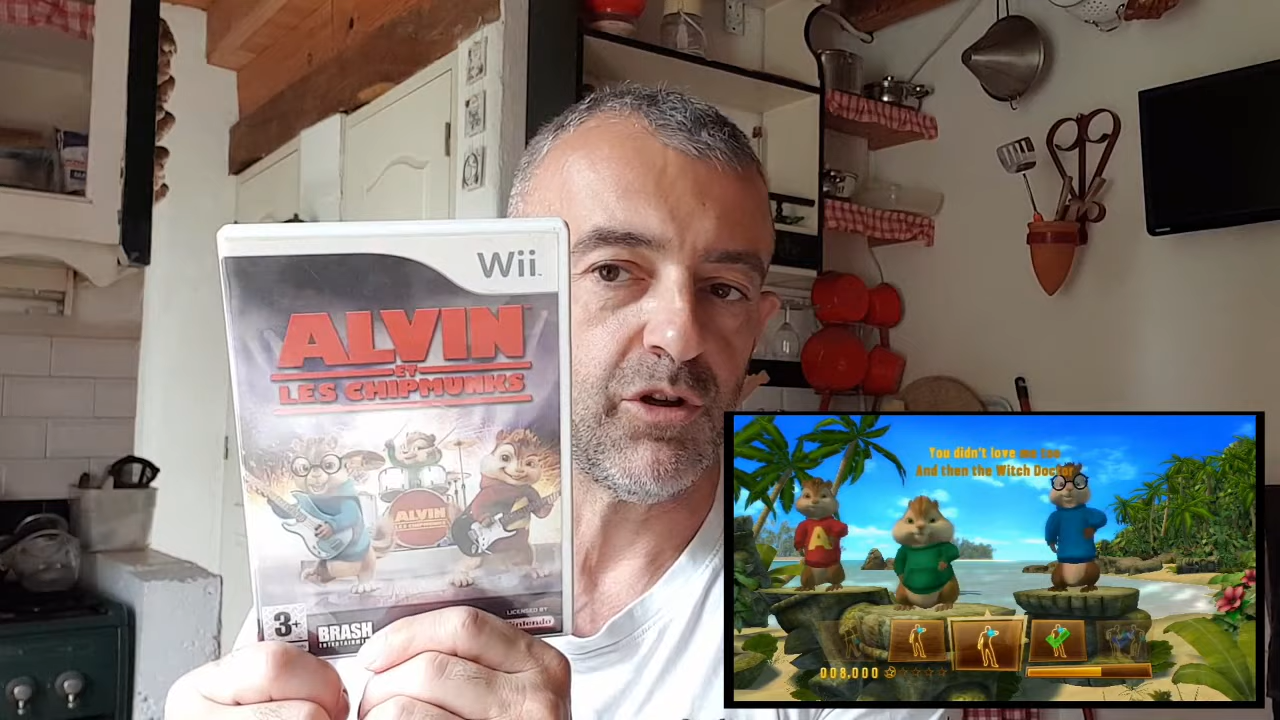 Wii
ALVIN
ET
LES CHIPMUNKS
ALVIN
3+
BRASH
ENTERTAINMENT
LICENSED BY
Nintendo
You didn't love me too
And then the Witch Doctor
A
008,000